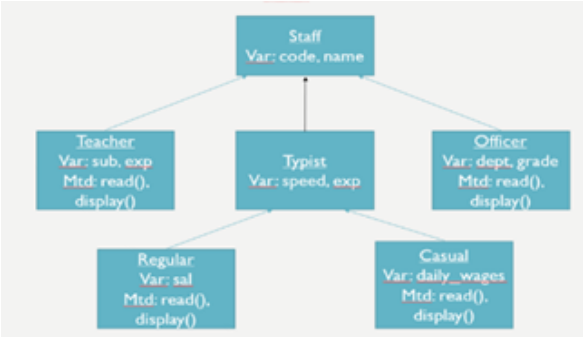 Staff
Var: code, name
Teacher
Var: sub, exp
Mtd: read(),
display()
Typist
Var: speed, exp
Officer
Var: dept, grade
Mtd: read(),
display()
Regular
Var: sal
Mtd: read(),
display()
Casual
Var: daily_wages
Mtd: read(),
display()